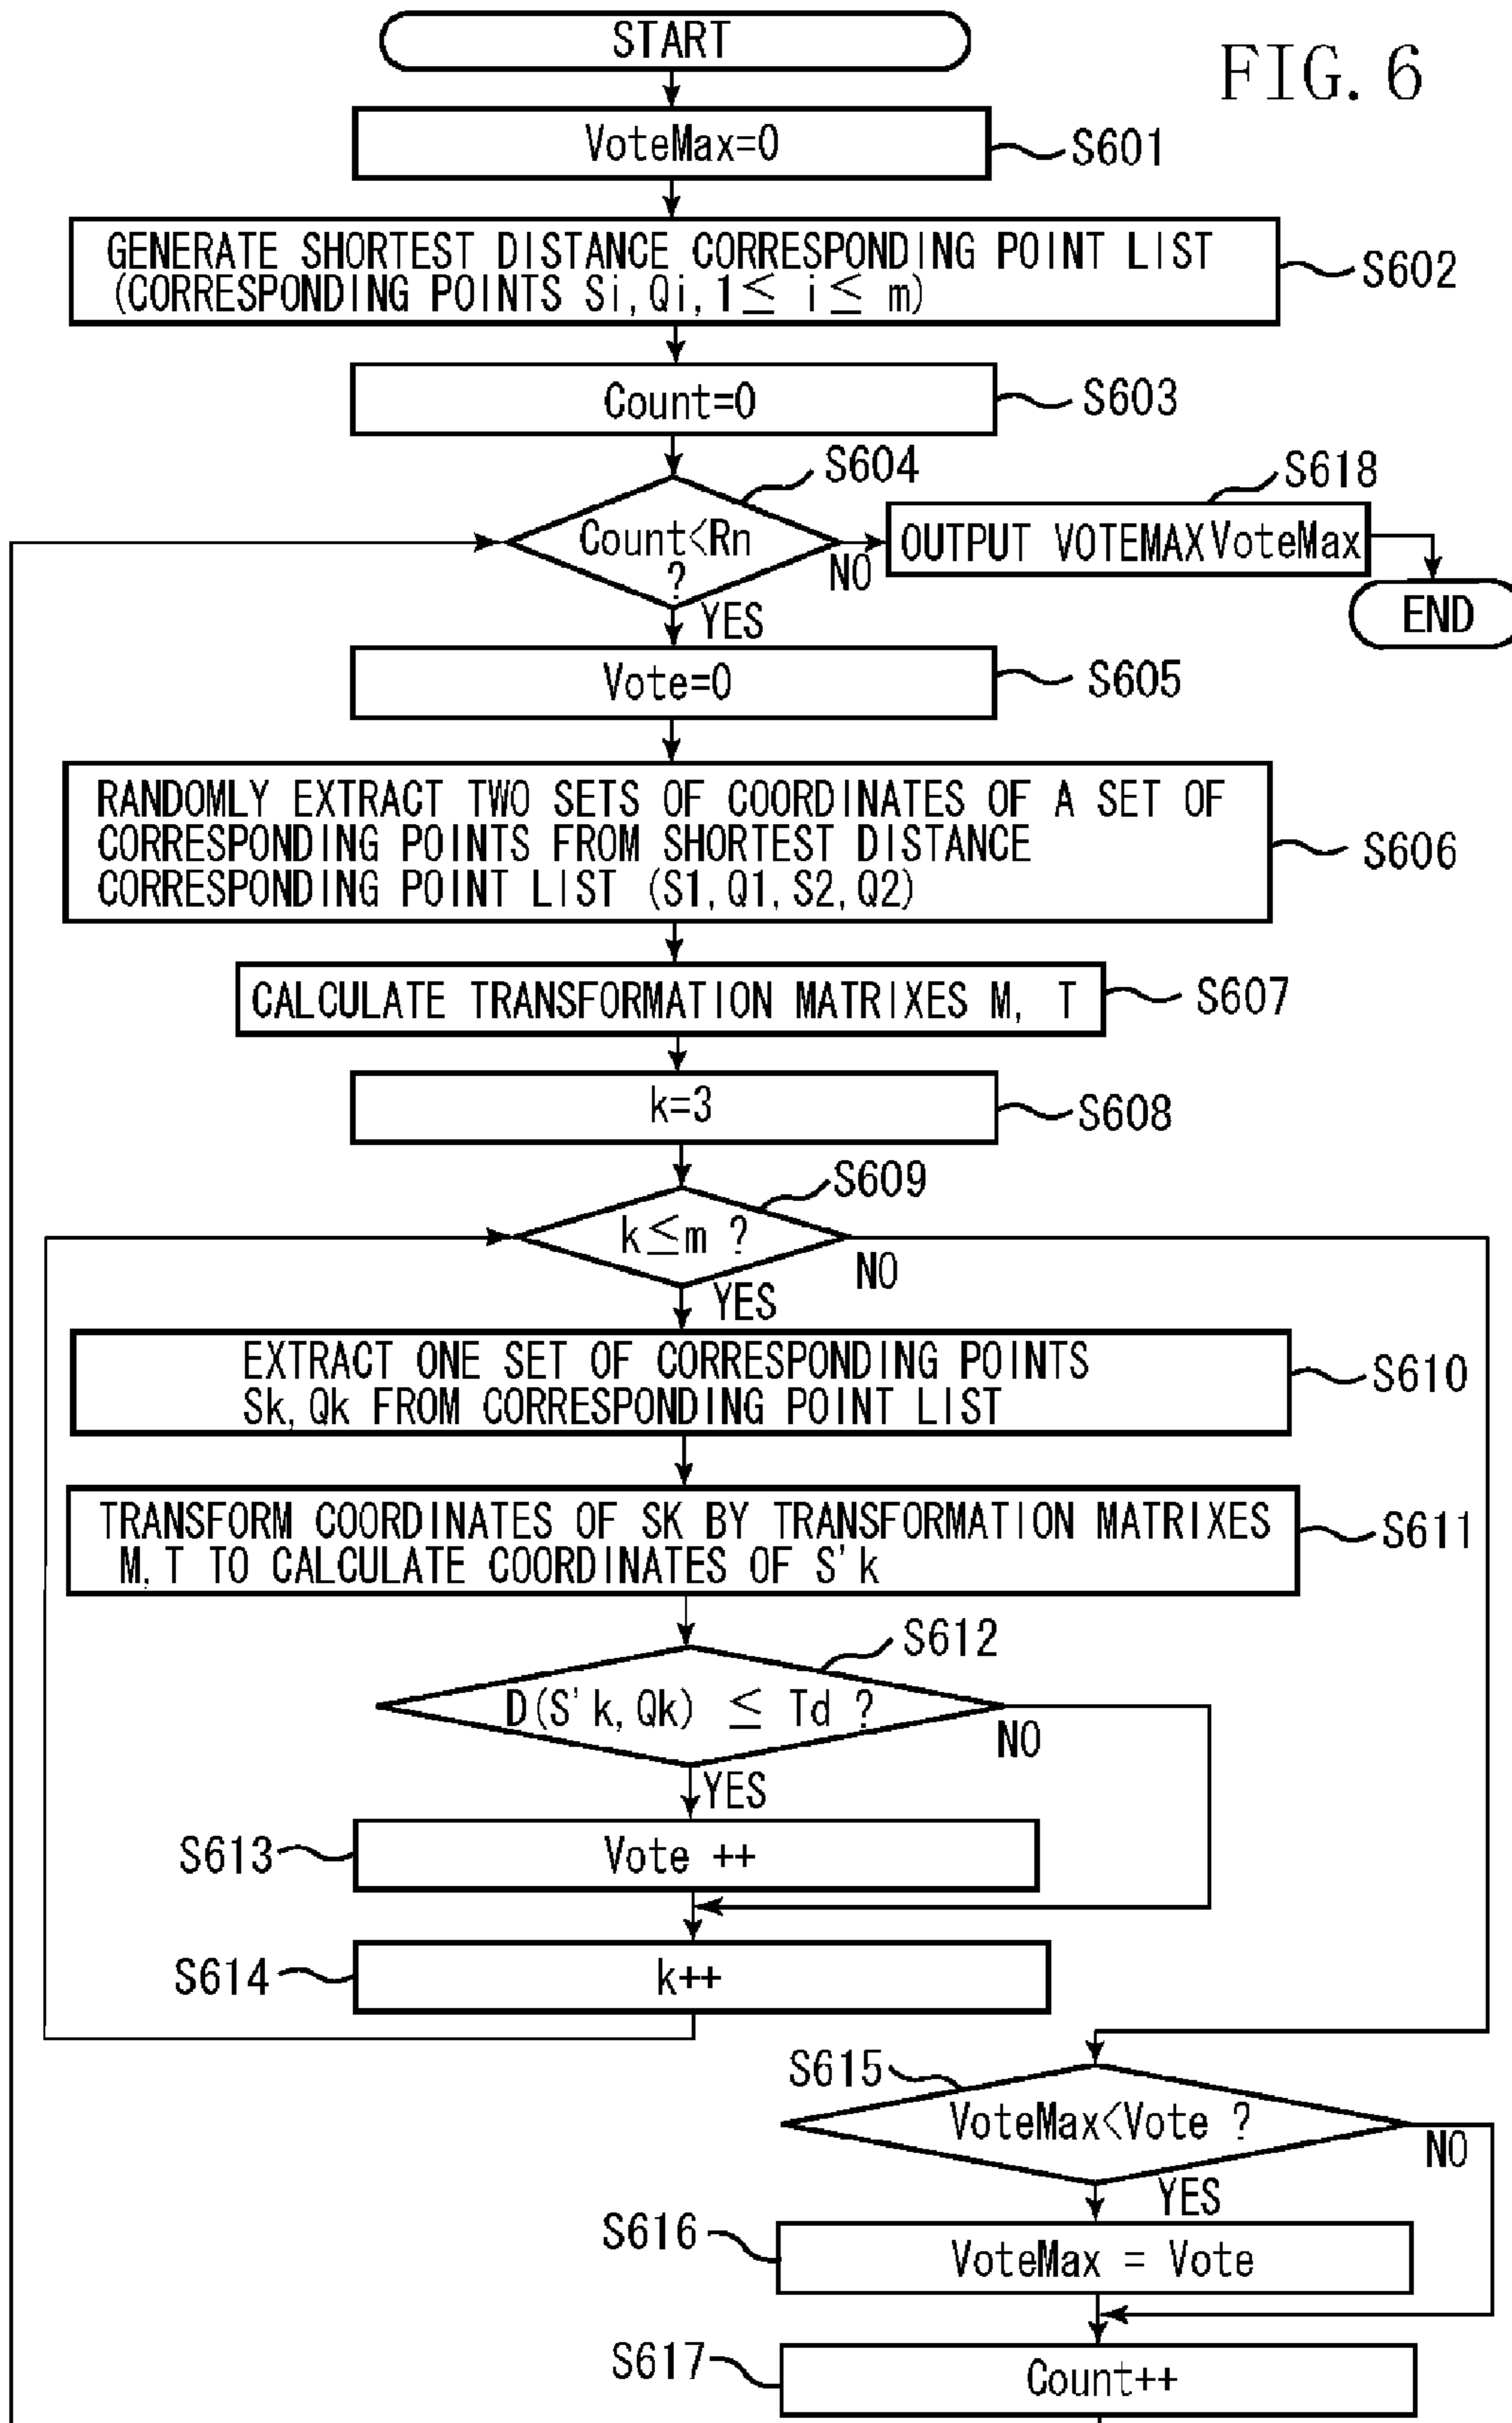 START
FIG. 6
VoteMax=0
S601
GENERATE SHORTEST DISTANCE CORRESPONDING POINT LIST
(CORRESPONDING POINTS Si,Qi,1≦ i≦ m)
S602
Count=0
S603
S604
Count<Rn
?
NO
YES
S618
OUTPUT VOTEMAX VoteMax
END
Vote=0
S605
RANDOMLY EXTRACT TWO SETS OF COORDINATES OF A SET OF
CORRESPONDING POINTS FROM SHORTEST DISTANCE
CORRESPONDING POINT LIST (S1,Q1,S2,Q2)
S606
CALCULATE TRANSFORMATION MATRIXES M, T
S607
k=3
S608
S609
k≦m ?
NO
YES
EXTRACT ONE SET OF CORRESPONDING POINTS
Sk,Qk FROM CORRESPONDING POINT LIST
S610
TRANSFORM COORDINATES OF SK BY TRANSFORMATION MATRIXES
M,T TO CALCULATE COORDINATES OF S'k
S611
S612
D(S'k,Qk) ≦ Td ?
NO
YES
S613
Vote ++
S614
k++
S615
VoteMax<Vote ?
NO
YES
S616
VoteMax = Vote
S617
Count++